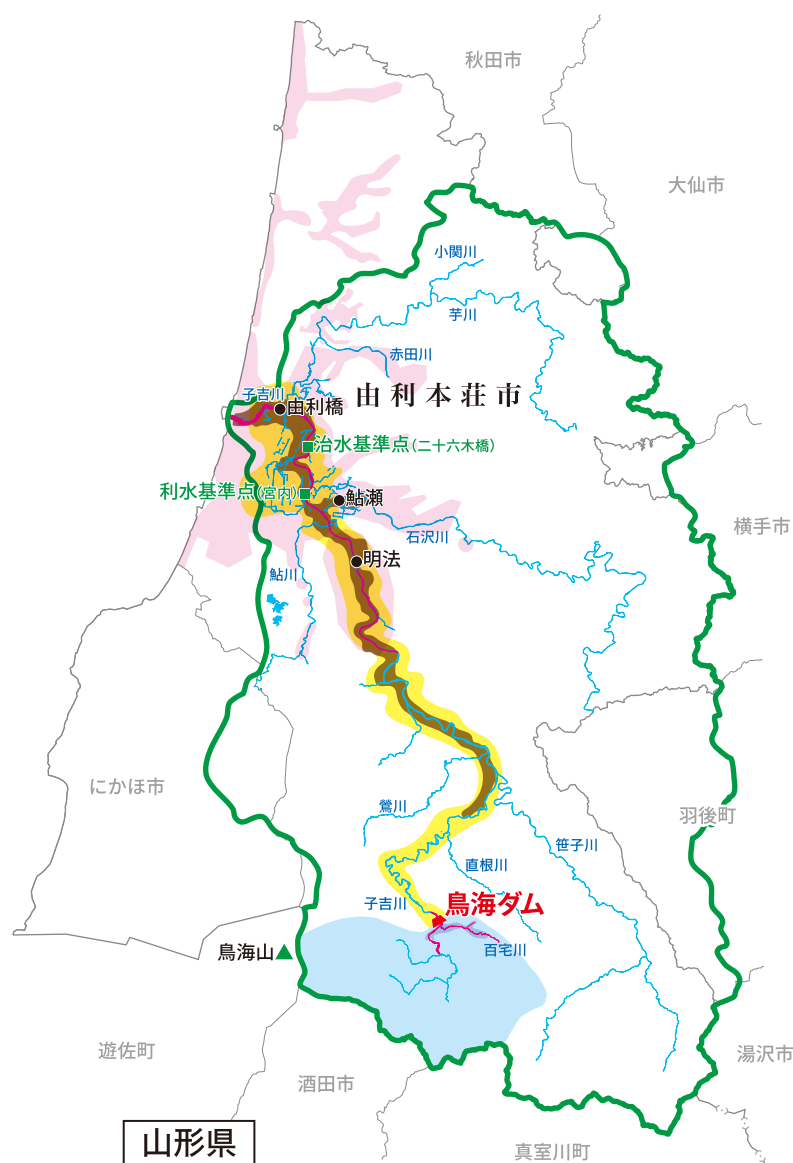 秋田市
大仙市
小関川
芋川
赤田川
子吉川
由利橋
由利本荘市
治水基準点(二十六木橋)
利水基準点(宮内)
鮎瀬
横手市
石沢川
明法
鮎川
にかほ市
鶯川
羽後町
笹子川
直根川
子吉川
鳥海ダム
鳥海山
百宅川
遊佐町
湯沢市
酒田市
山形県
真室川町